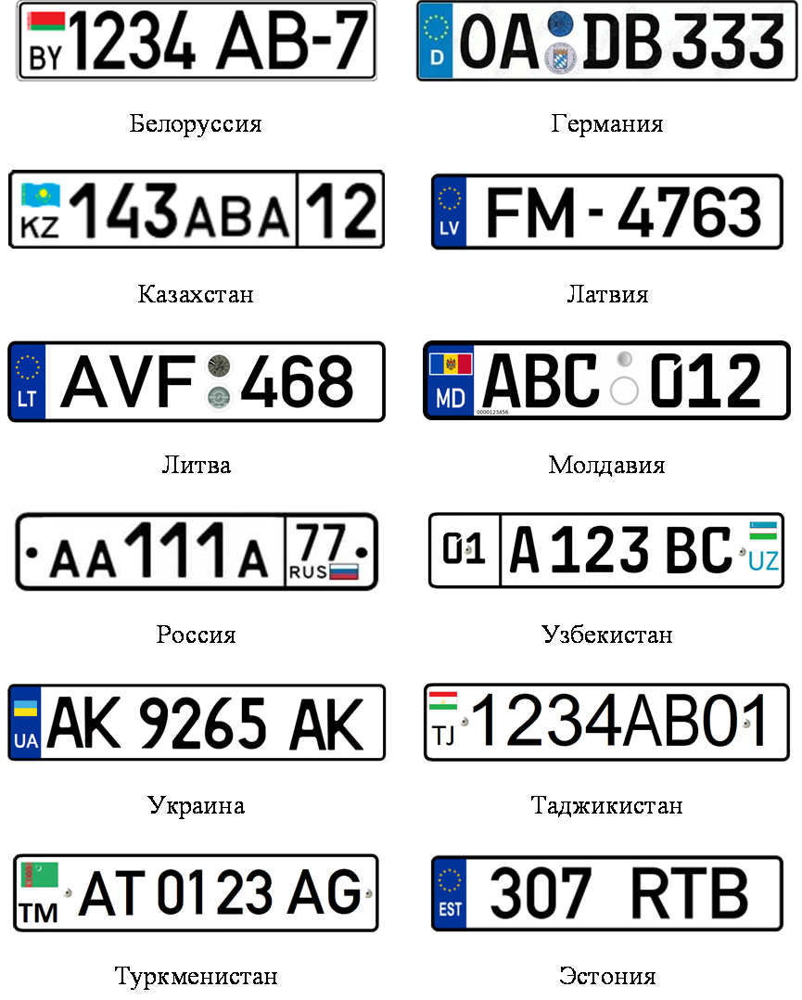 BY 1234 AB-7
D OA DB 333
Белоруссия
Германия
KZ 143 ABA 12
LV FM - 4763
Казахстан
Латвия
LT AVF 468
MD ABC 012
0000123456
Литва
Молдавия
AA 111 A 77
RUS
01 A 123 BC UZ
Россия
Узбекистан
UA AK 9265 AK
TJ 1234AB01
Украина
Таджикистан
TM AT 0123 AG
EST 307 RTB
Туркменистан
Эстония